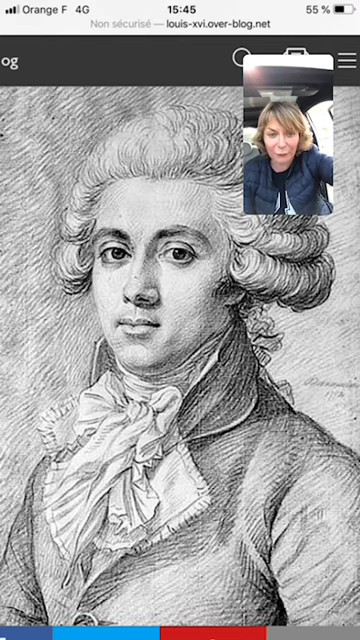 Orange F 4G 15:45 55 %
Non sécurisé — louis-xvi.over-blog.net
og